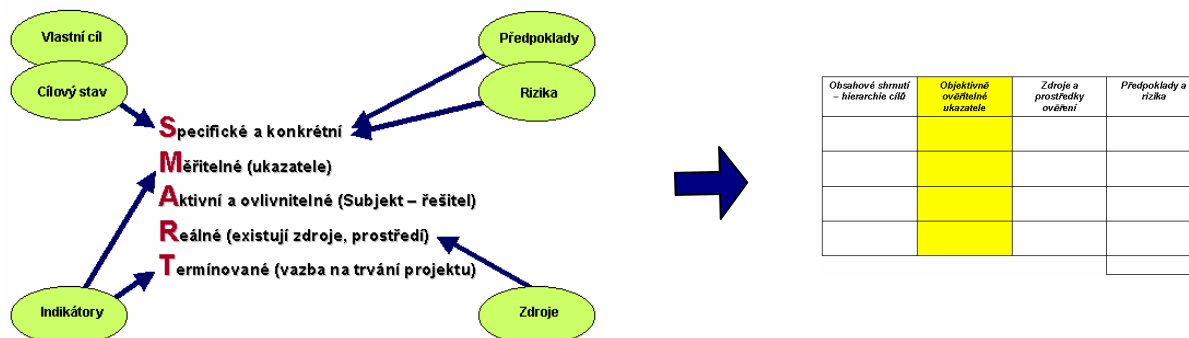 Vlastní cíl
Cílový stav
Předpoklady
Rizika
Specifické a konkrétní
Měřitelné (ukazatele)
Aktivní a ovlivnitelné (Subjekt – řešitel)
Reálné (existují zdroje, prostředí)
Termínované (vazba na trvání projektu)
Indikátory
Zdroje
Obsahové shrnutí
– hierarchie cílů
Objektivně
ověřitelné
ukazatele
Zdroje a
prostředky
ověření
Předpoklady a
rizika